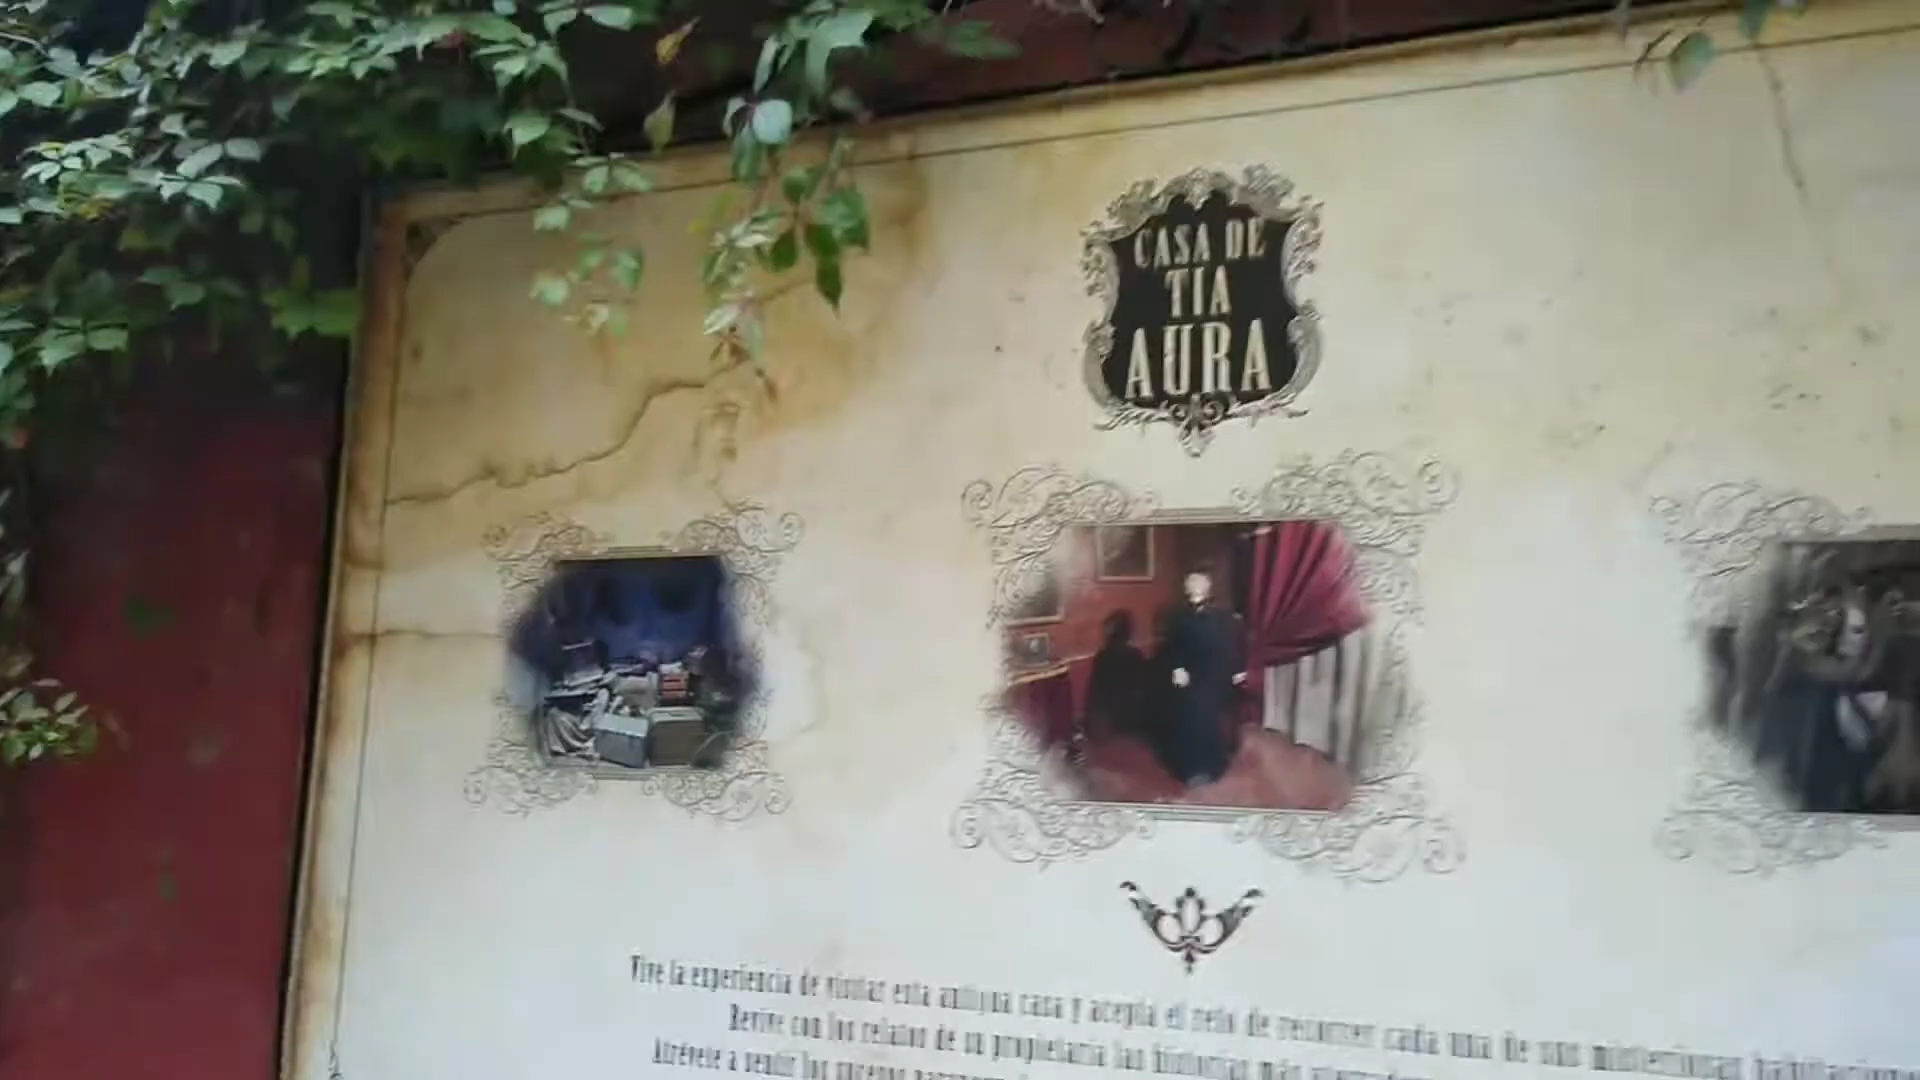 CASA DE
TIA
AURA
Vive la experiencia de visitar esta antigua casa y acepta el reto de recorrer cada una de sus misteriosas habitaciones
Revive con los relatos de su propietaria las historias más
Atrévete a sentir los sucesos